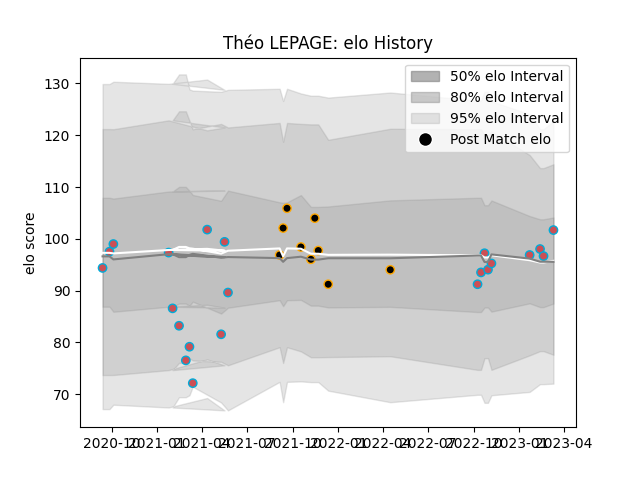 Théo LEPAGE: elo History
50% elo Interval
80% elo Interval
95% elo Interval
Post Match elo
elo score
130
120
110
100
90
80
70
2020-10 2021-01 2021-04 2021-07 2021-10 2022-01 2022-04 2022-07 2022-10 2023-01 2023-04